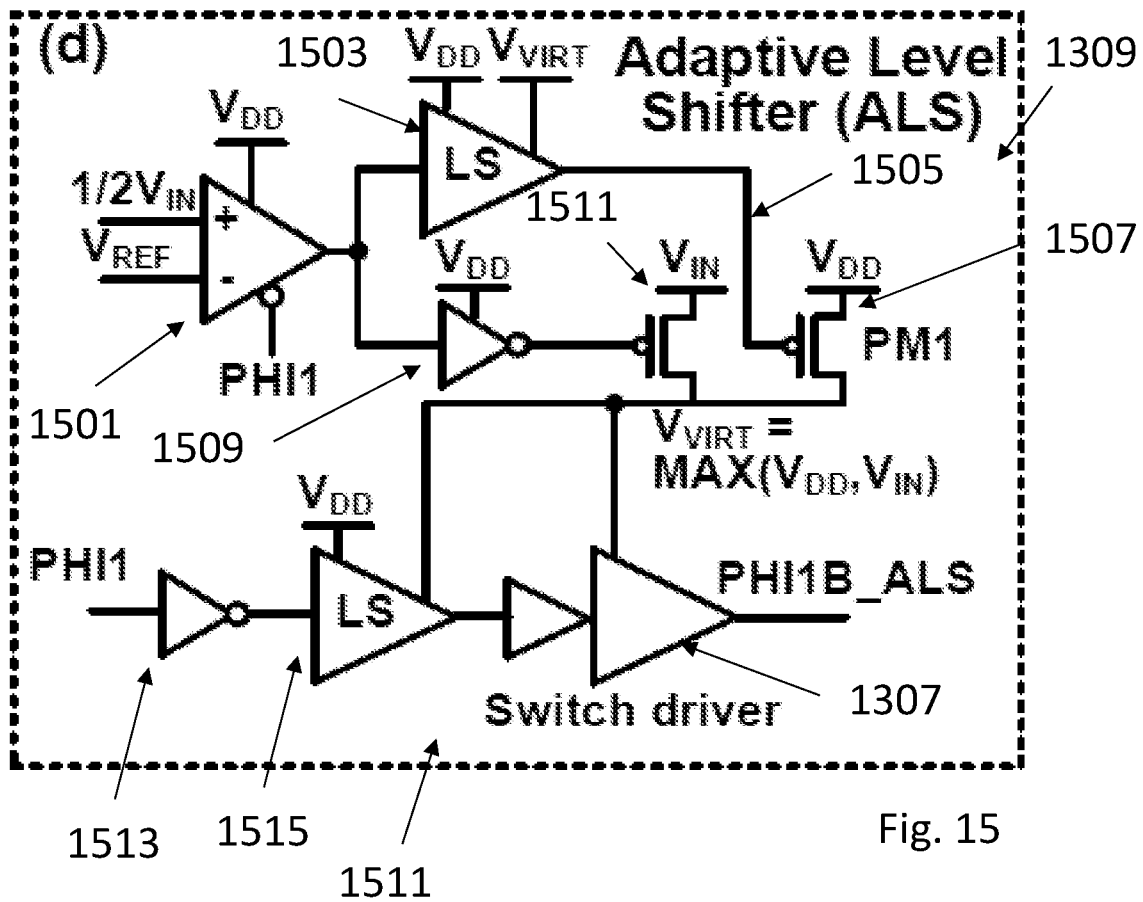 (d)
1503
VDD VVIRT
Adaptive Level
Shifter (ALS)
1309
VDD
LS
1505
1/2VIN
+
VREF
-
1511
1507
VDD
VIN
VDD
PHI1
PM1
1501
1509
VVIRT =
MAX(VDD,VIN)
VDD
PHI1
LS
PHI1B_ALS
Switch driver
1307
1513
1515
1511
Fig. 15